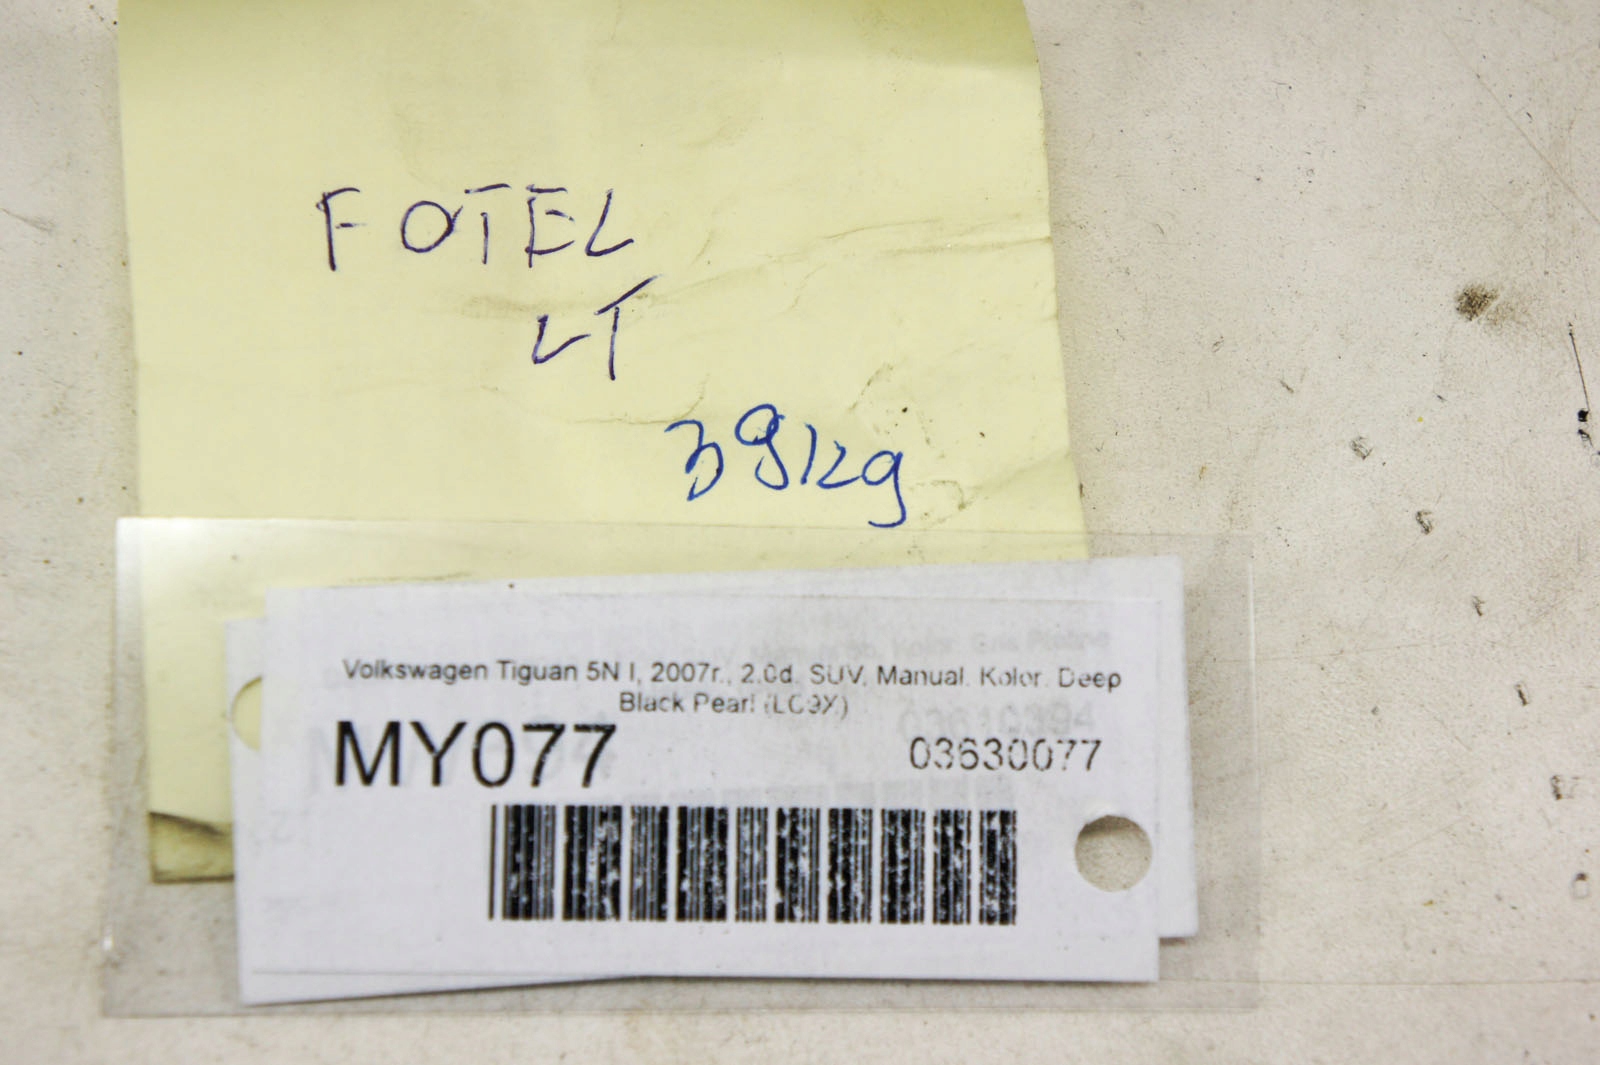 FOTEL
LT
39kg
Volkswagen Tiguan 5N I, 2007r., 2.0d, SUV, Manual. Kolor: Deep
Black Pearl (LC9X)
MY077
03630077